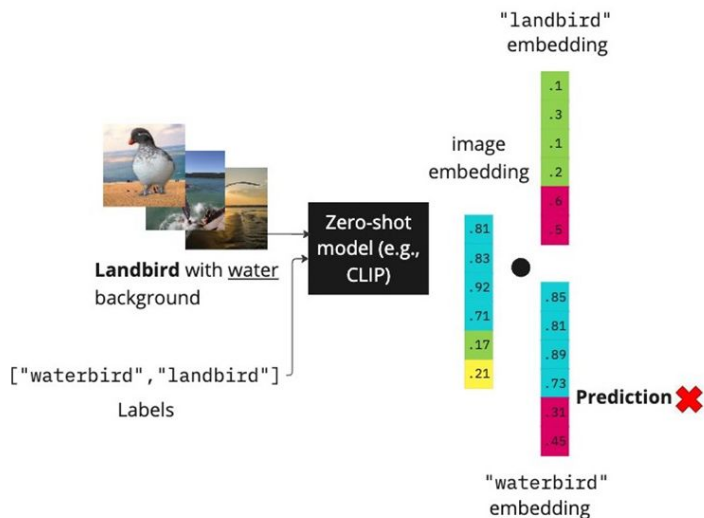 "landbird"
embedding
.1
.3
.1
.2
.6
.5
image
embedding
.81
.83
.92
.71
.17
.21
Zero-shot
model (e.g.,
CLIP)
Landbird with water
background
["waterbird","landbird"]
Labels
.85
.81
.89
.73
.31
.45
Prediction
"waterbird"
embedding